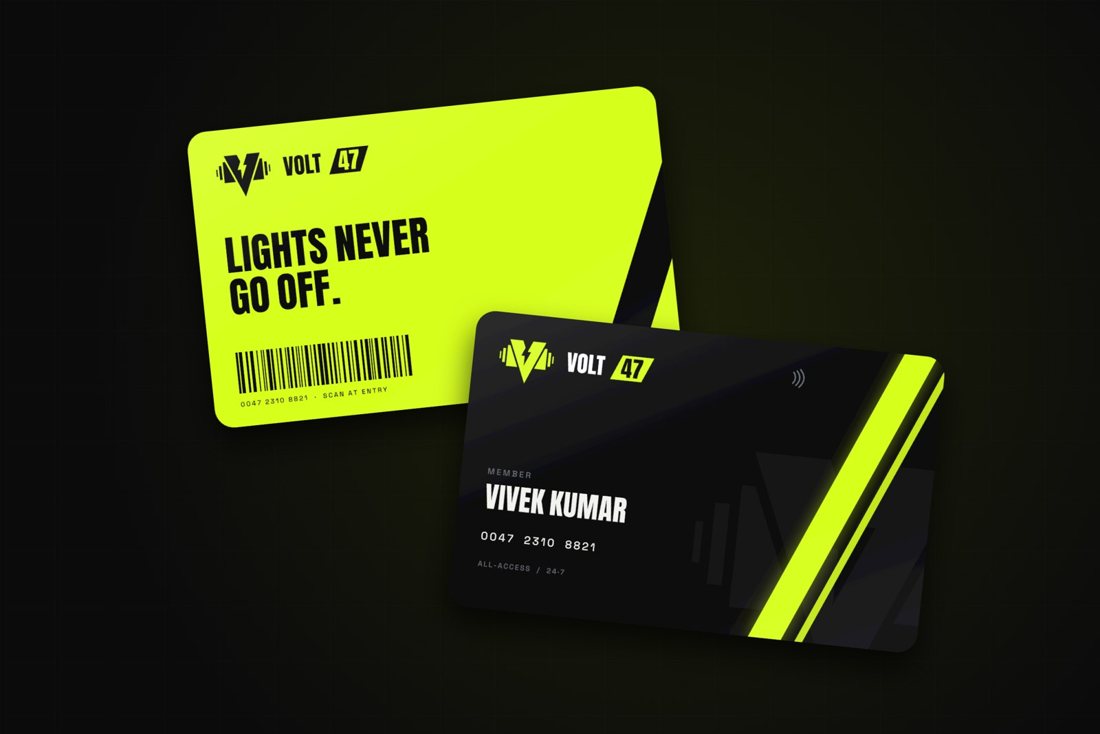 VOLT 47
LIGHTS NEVER
GO OFF.
0047 2310 8821 · SCAN AT ENTRY
VOLT 47
MEMBER
VIVEK KUMAR
0047 2310 8821
ALL-ACCESS / 24·7